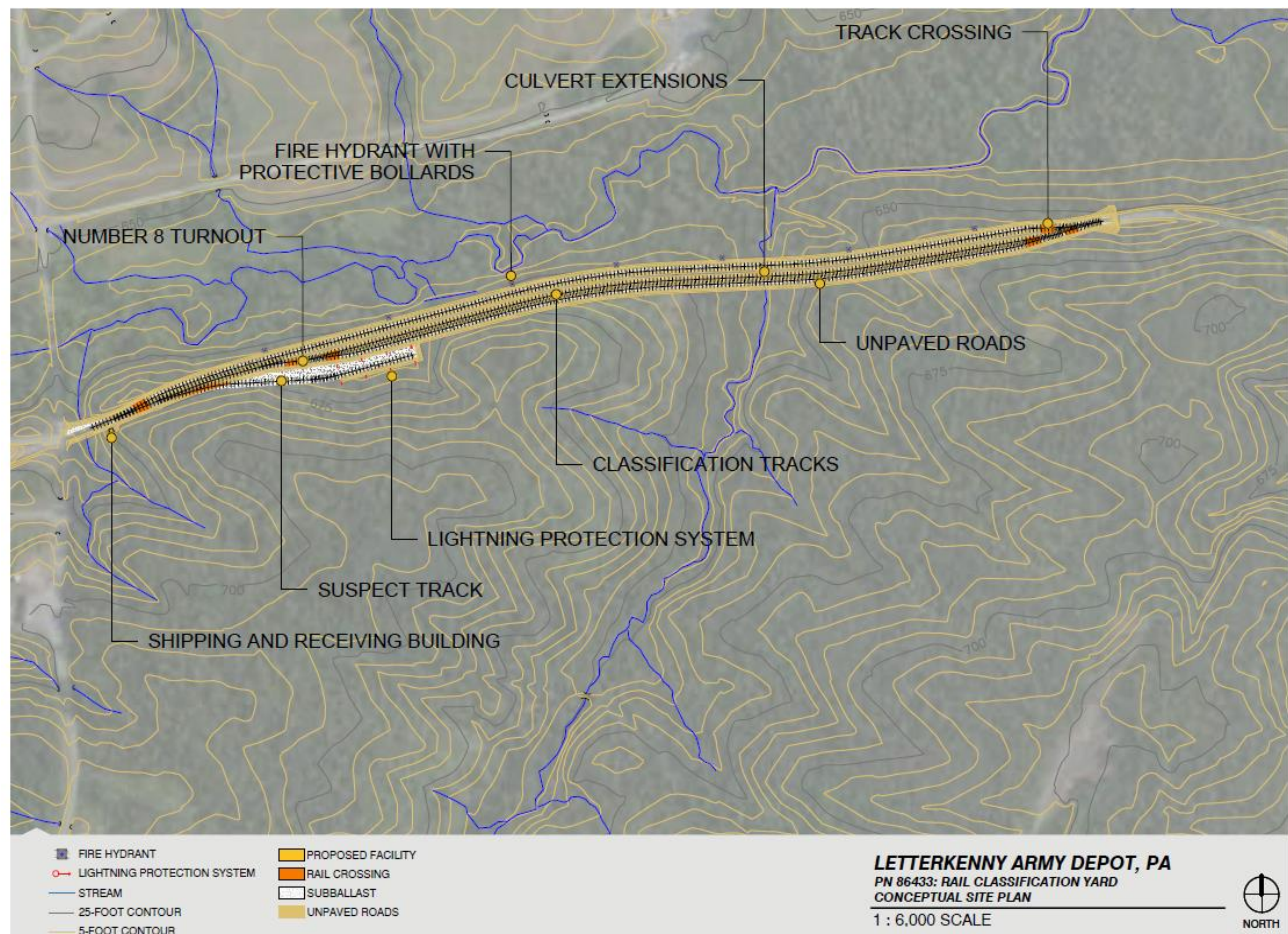 650
TRACK CROSSING
CULVERT EXTENSIONS
FIRE HYDRANT WITH
PROTECTIVE BOLLARDS
650
650
NUMBER 8 TURNOUT
700
UNPAVED ROADS
675
675
CLASSIFICATION TRACKS
700
675
LIGHTNING PROTECTION SYSTEM
SUSPECT TRACK
700
SHIPPING AND RECEIVING BUILDING
700
FIRE HYDRANT
LIGHTNING PROTECTION SYSTEM
STREAM
25-FOOT CONTOUR
5-FOOT CONTOUR
PROPOSED FACILITY
RAIL CROSSING
SUBBALLAST
UNPAVED ROADS
LETTERKENNY ARMY DEPOT, PA
PN 86433: RAIL CLASSIFICATION YARD
CONCEPTUAL SITE PLAN
1 : 6,000 SCALE
NORTH